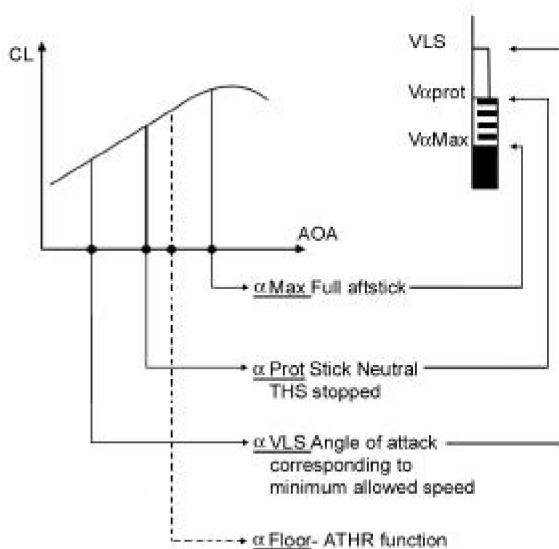 CL
VLS
Vαprot
VαMax
AOA
α Max Full aftstick
α Prot Stick Neutral
THS stopped
α VLS Angle of attack
corresponding to
minimum allowed speed
α Floor- ATHR function